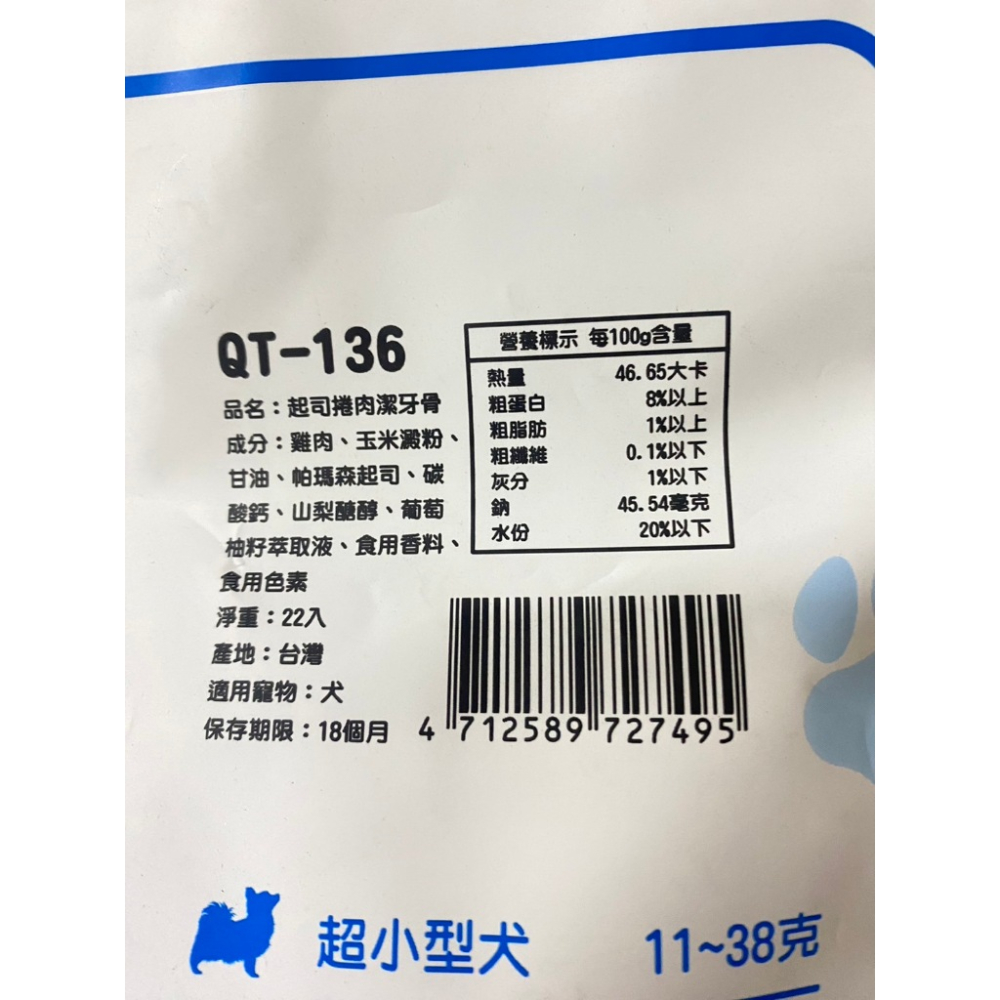 QT-136
品名：起司捲肉潔牙骨
成分：雞肉、玉米澱粉、
甘油、帕瑪森起司、碳
酸鈣、山梨醣醇、葡萄
柚籽萃取液、食用香料、
食用色素
淨重：22入
產地：台灣
適用寵物：犬
保存期限：18個月
營養標示 每100g含量
熱量 46.65大卡
粗蛋白 8%以上
粗脂肪 1%以上
粗纖維 0.1%以下
灰分 1%以下
鈉 45.54毫克
水份 20%以下
4 712589 727495
超小型犬 11~38克